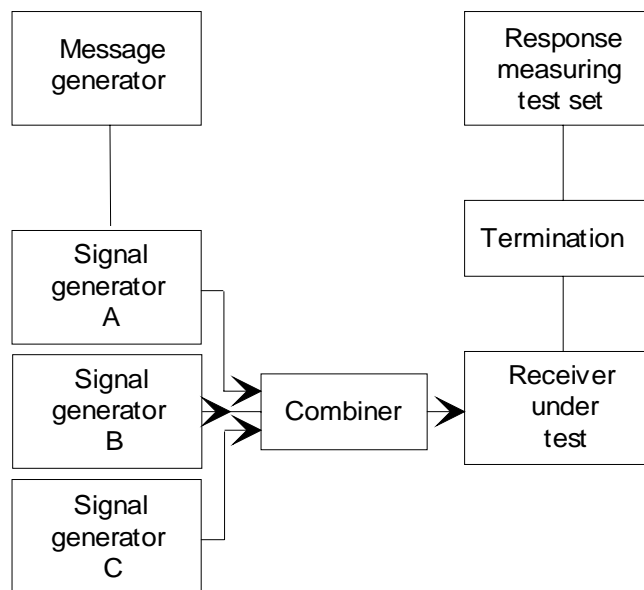 Message
generator
Response
measuring
test set
Signal
generator
A
Termination
Signal
generator
B
Combiner
Receiver
under
test
Signal
generator
C